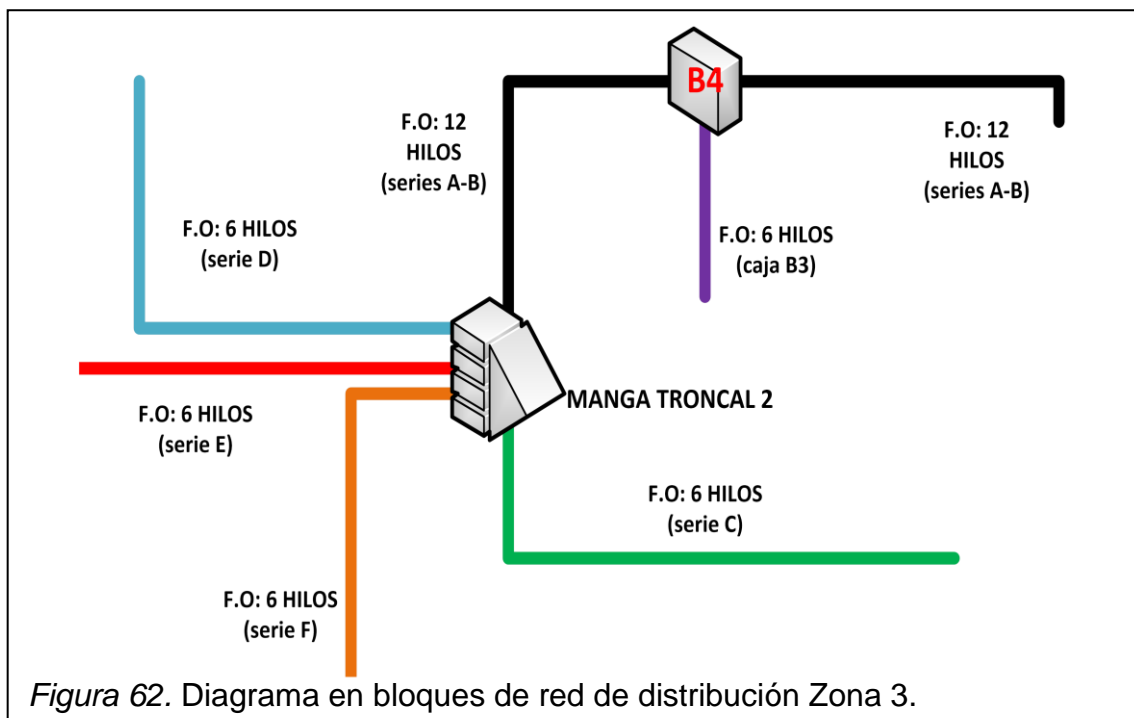 B4
F.O: 12
HILOS
(series A-B)
F.O: 12
HILOS
(series A-B)
F.O: 6 HILOS
(serie D)
F.O: 6 HILOS
(caja B3)
MANGA TRONCAL 2
F.O: 6 HILOS
(serie E)
F.O: 6 HILOS
(serie C)
F.O: 6 HILOS
(serie F)
Figura 62. Diagrama en bloques de red de distribución Zona 3.